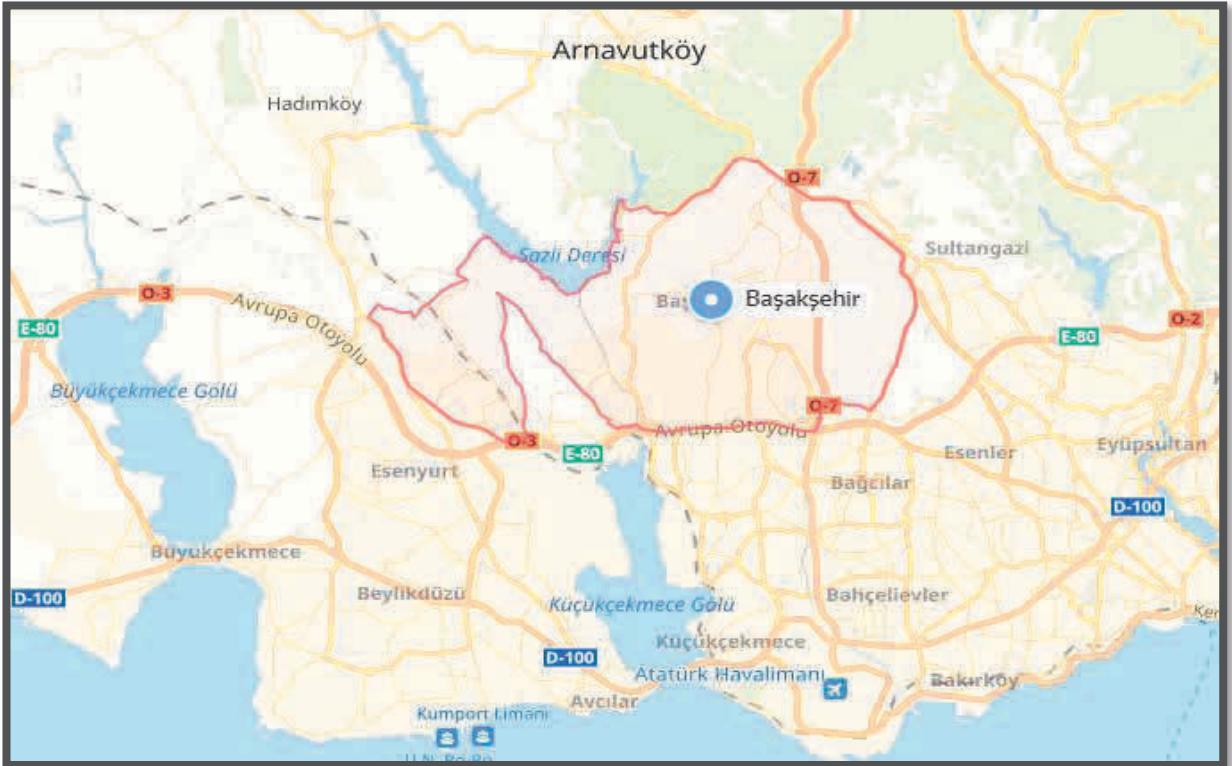 Arnavutköy
Hadımköy
O-7
Sultangazi
Sazlı Deresi
O-3
Avrupa Otoyolu
Başakşehir
E-80
O-2
E-80
Büyükçekmece Gölü
O-7
O-3
Avrupa Otoyolu
E-80
Esenler
Eyüpsultan
Esenyurt
Bağcılar
D-100
Büyükçekmece
Beylikdüzü
Küçükçekmece Gölü
Bahçelievler
D-100
Küçükçekmece
D-100
Atatürk Havalimanı
Bakırköy
Avcılar
Kumport Limanı